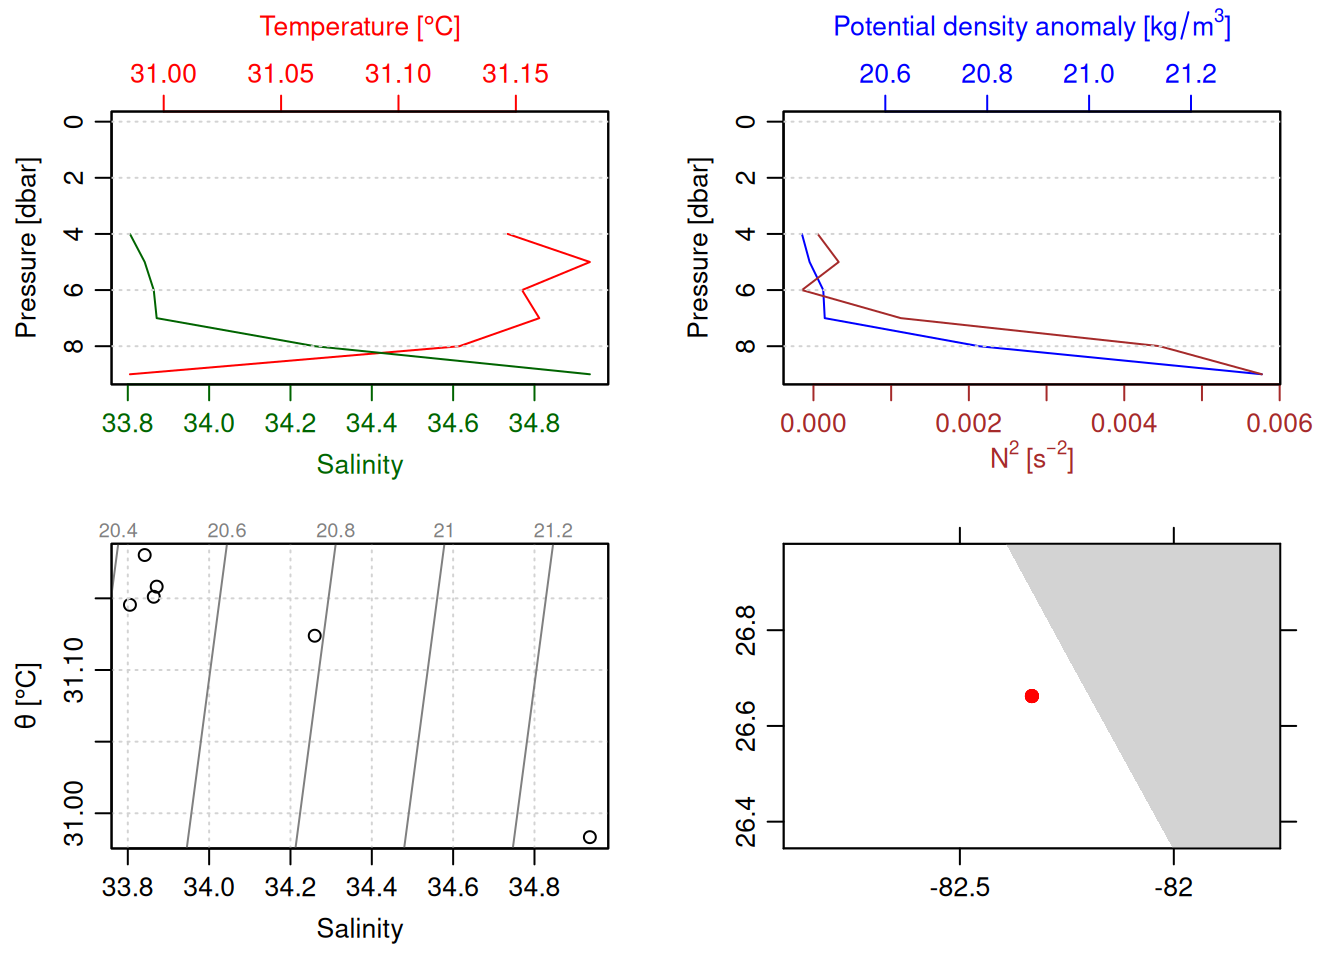 Temperature [°C]
31.00 31.05 31.10 31.15
0
2
4
6
8
Pressure [dbar]
33.8 34.0 34.2 34.4 34.6 34.8
Salinity
Potential density anomaly [kg/m³]
20.6 20.8 21.0 21.2
0
2
4
6
8
Pressure [dbar]
0.000 0.002 0.004 0.006
N² [s⁻²]
20.4 20.6 20.8 21 21.2
31.10
31.00
θ [°C]
33.8 34.0 34.2 34.4 34.6 34.8
Salinity
26.8
26.6
26.4
-82.5 -82